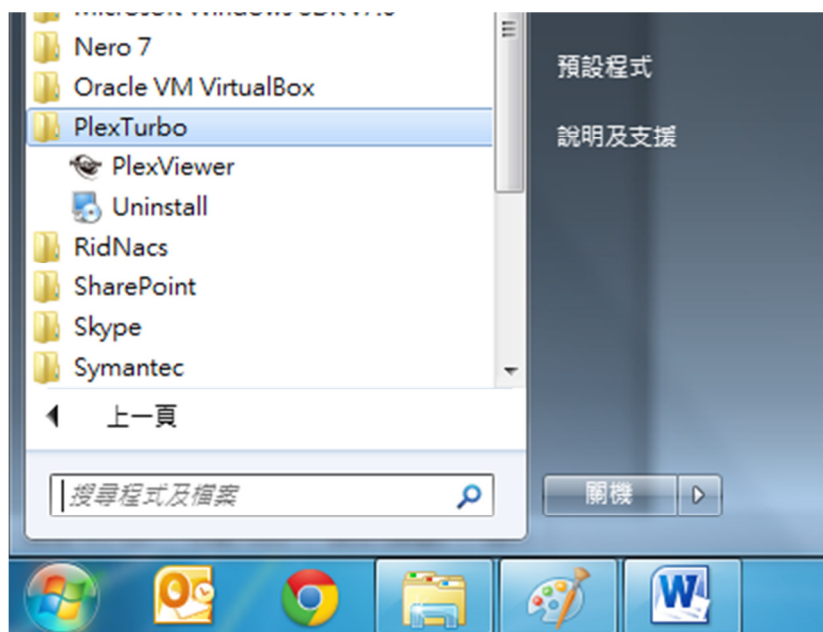 Nero 7
Oracle VM VirtualBox
PlexTurbo
PlexViewer
Uninstall
RidNacs
SharePoint
Skype
Symantec
上一頁
搜尋程式及檔案
預設程式
說明及支援
關機